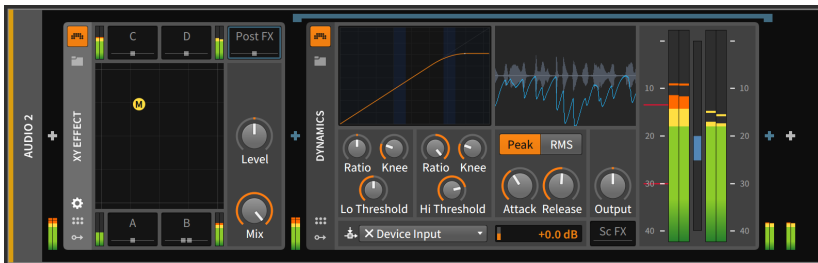 AUDIO 2
XY EFFECT
C
D
Post FX
M
Level
A
B
Mix
DYNAMICS
Ratio
Knee
Ratio
Knee
Lo Threshold
Hi Threshold
Peak
RMS
Attack
Release
Output
Device Input
+0.0 dB
Sc FX
10
20
30
40
10
20
30
40